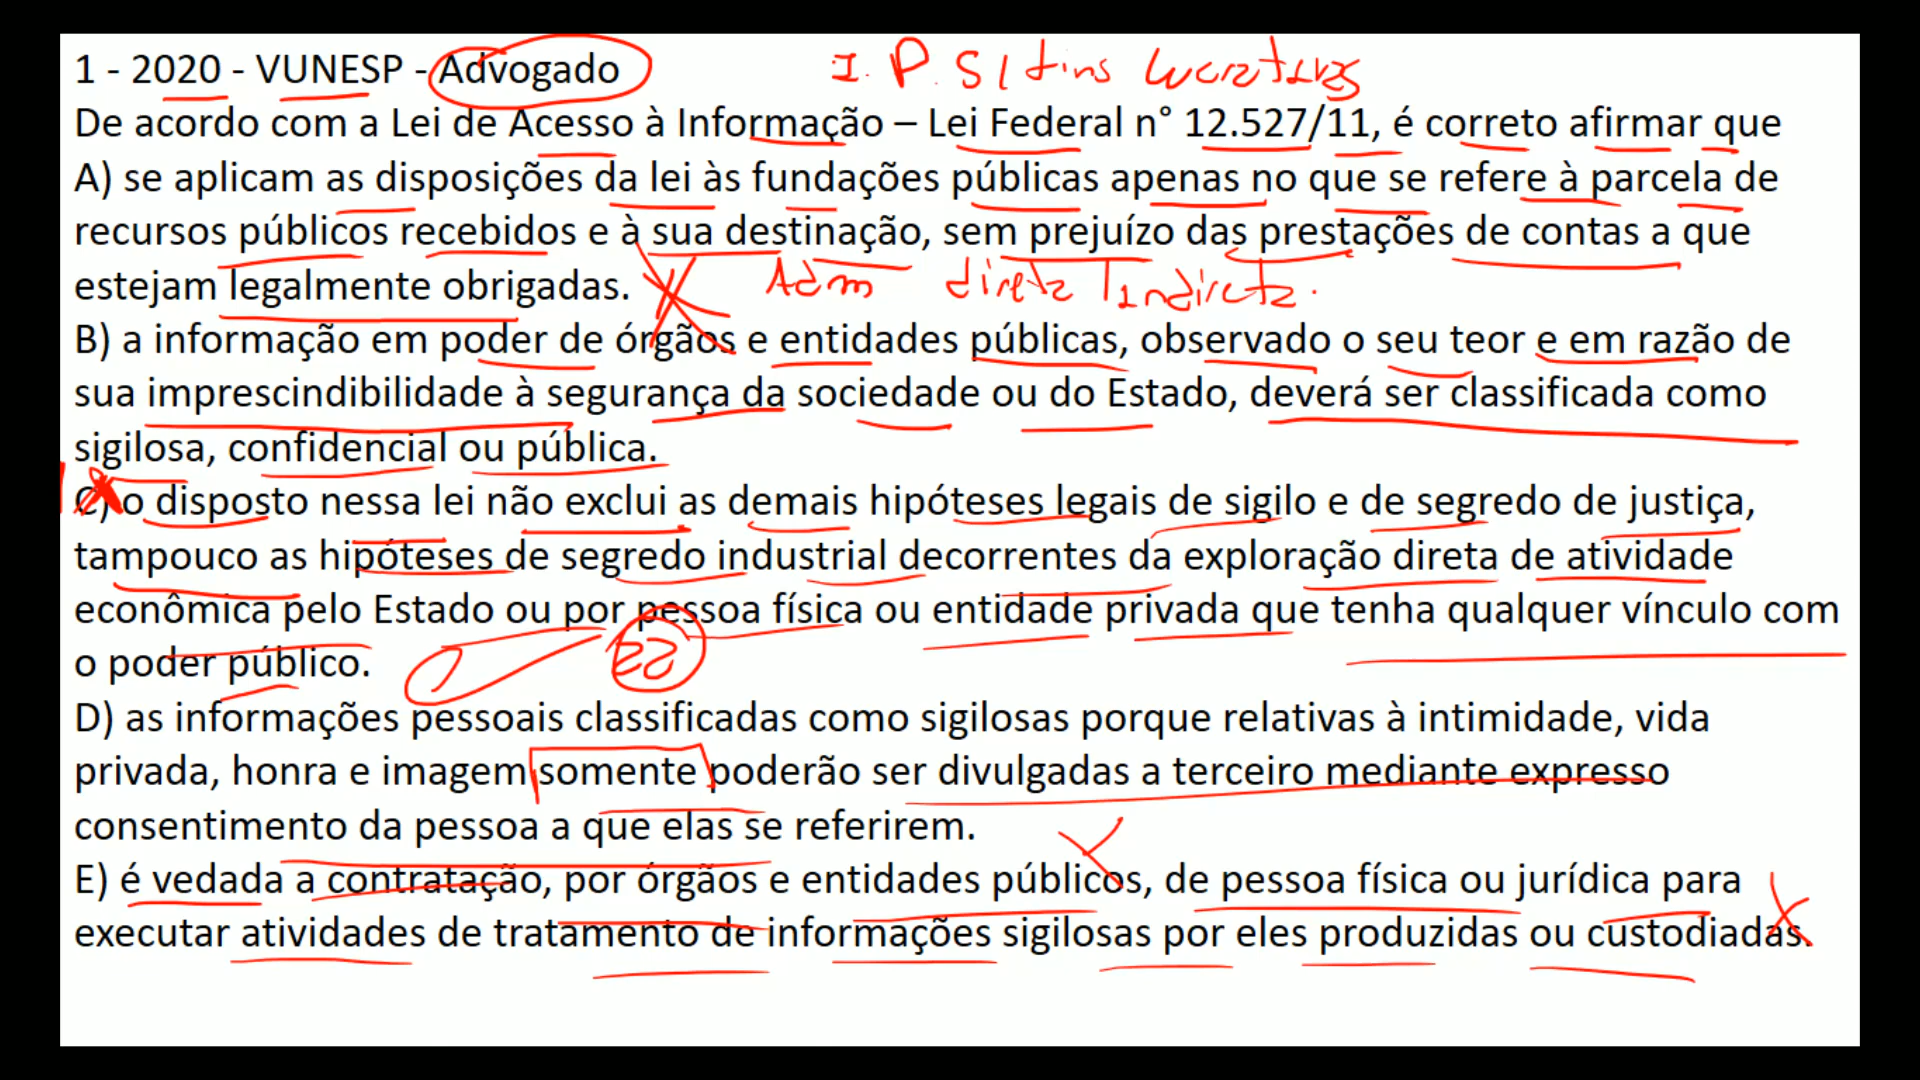 1 - 2020 - VUNESP - Advogado
I. P. S/ fins lucrativos
De acordo com a Lei de Acesso à Informação – Lei Federal n° 12.527/11, é correto afirmar que
A) se aplicam as disposições da lei às fundações públicas apenas no que se refere à parcela de
recursos públicos recebidos e à sua destinação, sem prejuízo das prestações de contas a que
estejam legalmente obrigadas.
Adm direta / Indireta.
B) a informação em poder de órgãos e entidades públicas, observado o seu teor e em razão de
sua imprescindibilidade à segurança da sociedade ou do Estado, deverá ser classificada como
sigilosa, confidencial ou pública.
C) o disposto nessa lei não exclui as demais hipóteses legais de sigilo e de segredo de justiça,
tampouco as hipóteses de segredo industrial decorrentes da exploração direta de atividade
econômica pelo Estado ou por pessoa física ou entidade privada que tenha qualquer vínculo com
o poder público.
22
D) as informações pessoais classificadas como sigilosas porque relativas à intimidade, vida
privada, honra e imagem somente poderão ser divulgadas a terceiro mediante expresso
consentimento da pessoa a que elas se referirem.
E) é vedada a contratação, por órgãos e entidades públicos, de pessoa física ou jurídica para
executar atividades de tratamento de informações sigilosas por eles produzidas ou custodiadas.